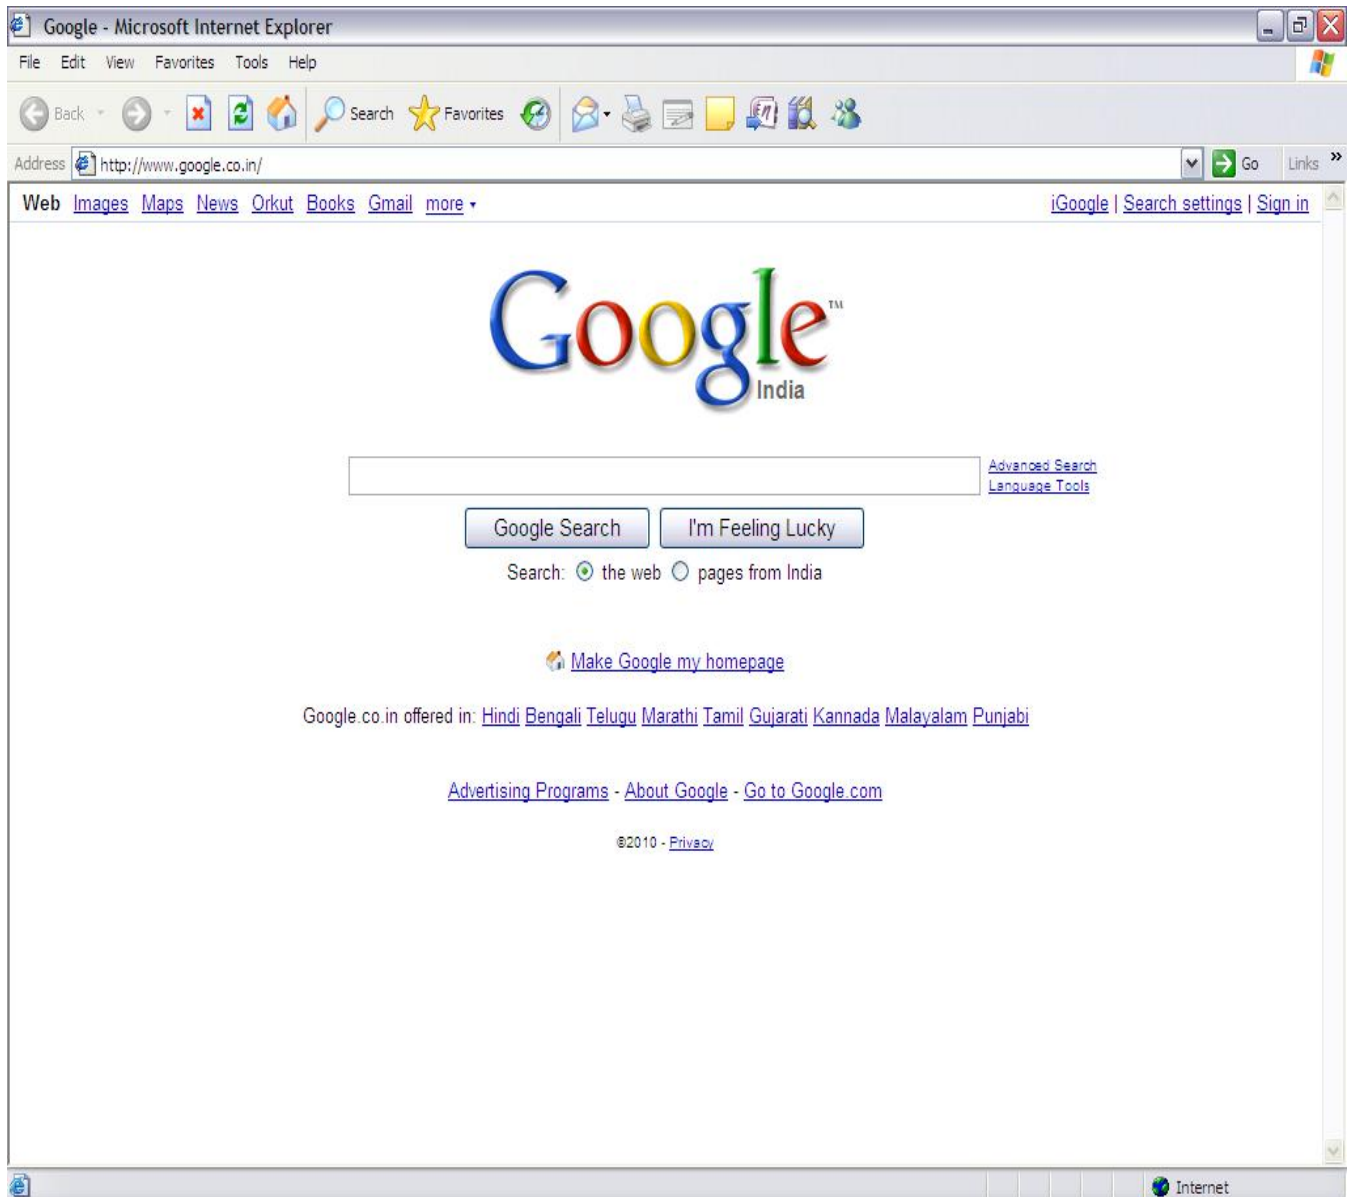 Google - Microsoft Internet Explorer
File Edit View Favorites Tools Help
Back Search Favorites
Address http://www.google.co.in/ Go Links »
Web Images Maps News Orkut Books Gmail more iGoogle | Search settings | Sign in
Google™
India
Advanced Search
Language Tools
Google Search I'm Feeling Lucky
Search: the web pages from India
Make Google my homepage
Google.co.in offered in: Hindi Bengali Telugu Marathi Tamil Gujarati Kannada Malayalam Punjabi
Advertising Programs - About Google - Go to Google.com
©2010 - Privacy
Internet